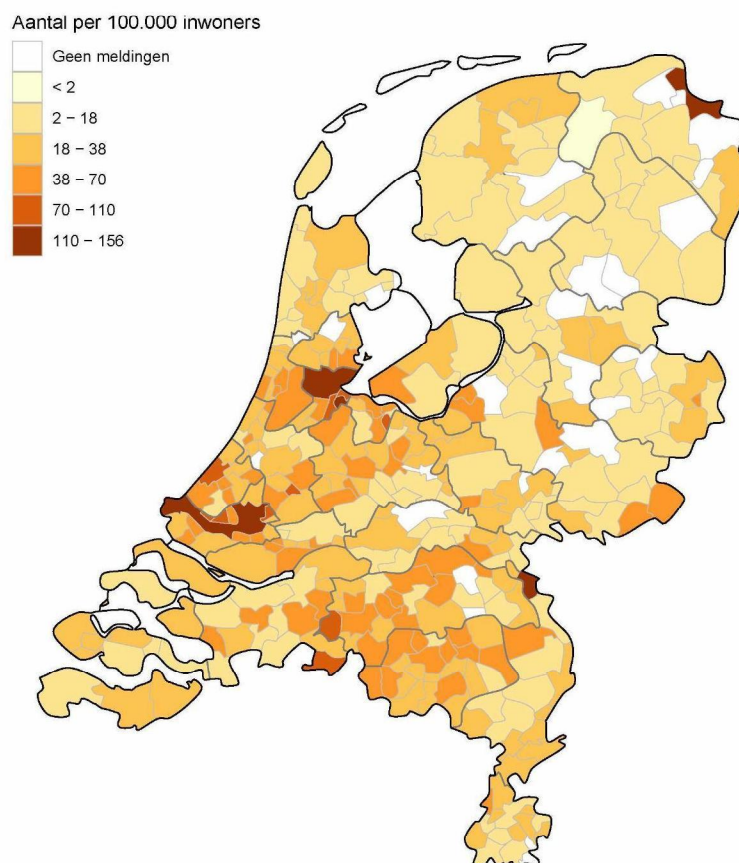 Aantal per 100.000 inwoners
Geen meldingen
< 2
2 – 18
18 – 38
38 – 70
70 – 110
110 – 156